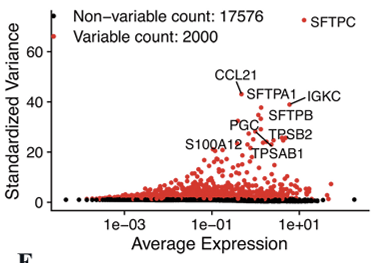 Non-variable count: 17576
Variable count: 2000
SFTPC
CCL21
SFTPA1
IGKC
SFTPB
PGC
TPSB2
S100A12
TPSAB1
Standardized Variance
60
40
20
0
1e-03
1e-01
1e+01
Average Expression